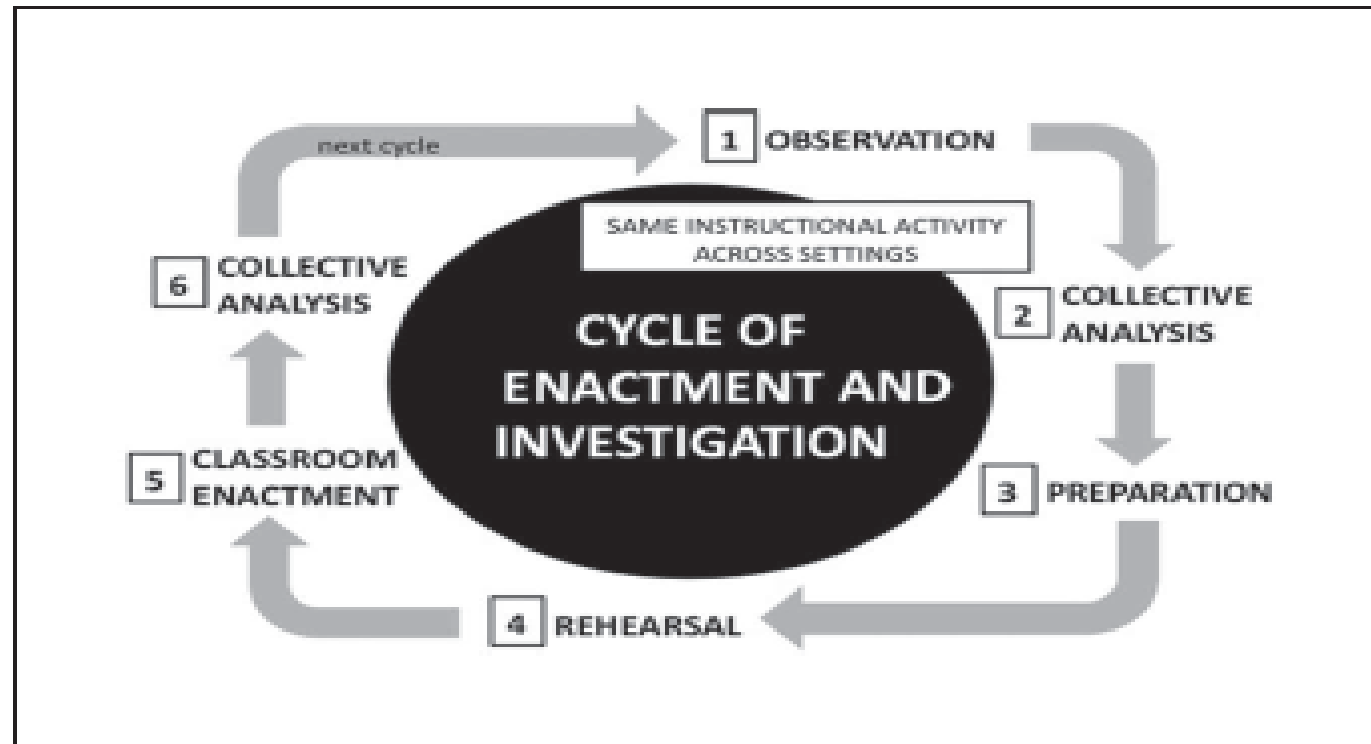 next cycle
1 OBSERVATION
SAME INSTRUCTIONAL ACTIVITY
ACROSS SETTINGS
2 COLLECTIVE
ANALYSIS
3 PREPARATION
4 REHEARSAL
5 CLASSROOM
ENACTMENT
6 COLLECTIVE
ANALYSIS
CYCLE OF
ENACTMENT AND
INVESTIGATION